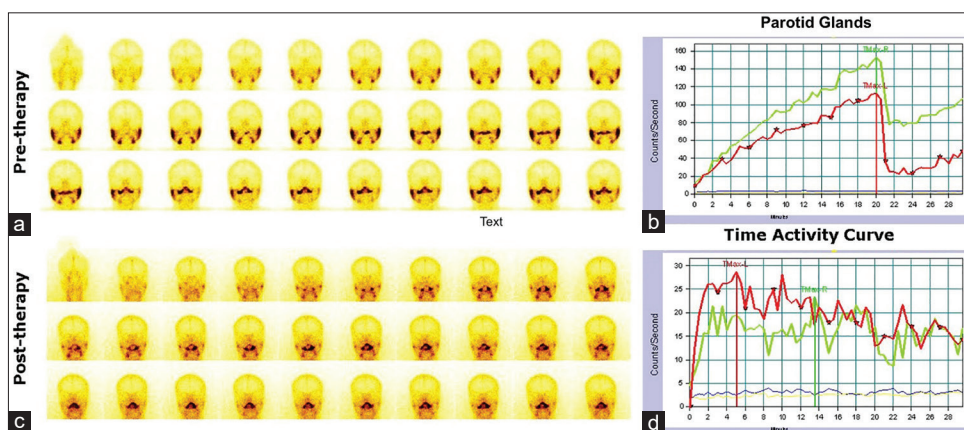 Pre-therapy
a
Text
Parotid Glands
Counts/Second
160
140
120
100
80
60
40
20
0
TMax-R
TMax-L
0 2 4 6 8 10 12 14 16 18 20 22 24 26 28
Minute
b
Post-therapy
c
Time Activity Curve
Counts/Second
30
25
20
15
10
5
0
TMax-L
TMax-R
0 2 4 6 8 10 12 14 16 18 20 22 24 26 28
Minute
d